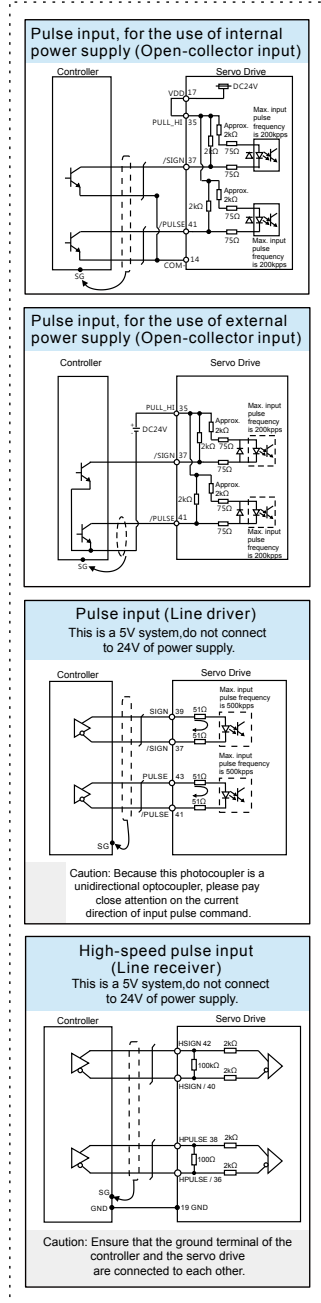 Pulse input, for the use of internal
power supply (Open-collector input)
Controller
Servo Drive
VDD 17
DC24V
PULL_HI 35
Approx.
2kΩ
Max. input
pulse
frequency
is 200kpps
2kΩ
/SIGN 37
75Ω
75Ω
Approx.
2kΩ
2kΩ
75Ω
/PULSE 41
75Ω
Max. input
pulse
frequency
is 200kpps
14
COM
SG
Pulse input, for the use of external
power supply (Open-collector input)
Controller
Servo Drive
PULL_HI 35
DC24V
Approx.
2kΩ
Max. input
pulse
frequency
is 200kpps
/SIGN 37
2kΩ
75Ω
75Ω
Approx.
2kΩ
2kΩ
75Ω
/PULSE 41
75Ω
Max. input
pulse
frequency
is 200kpps
SG
Pulse input (Line driver)
This is a 5V system,do not connect
to 24V of power supply.
Controller
Servo Drive
Max. input
pulse frequency
is 500kpps
SIGN 39 51Ω
51Ω
/SIGN 37
Max. input
pulse frequency
is 500kpps
PULSE 43 51Ω
51Ω
/PULSE 41
SG
Caution: Because this photocoupler is a
unidirectional optocoupler, please pay
close attention on the current
direction of input pulse command.
High-speed pulse input
(Line receiver)
This is a 5V system,do not connect
to 24V of power supply.
Controller
Servo Drive
HSIGN 42 2kΩ
100kΩ
2kΩ
HSIGN / 40
HPULSE 38 2kΩ
100Ω
2kΩ
HPULSE / 36
SG
GND
19 GND
Caution: Ensure that the ground terminal of the
controller and the servo drive
are connected to each other.